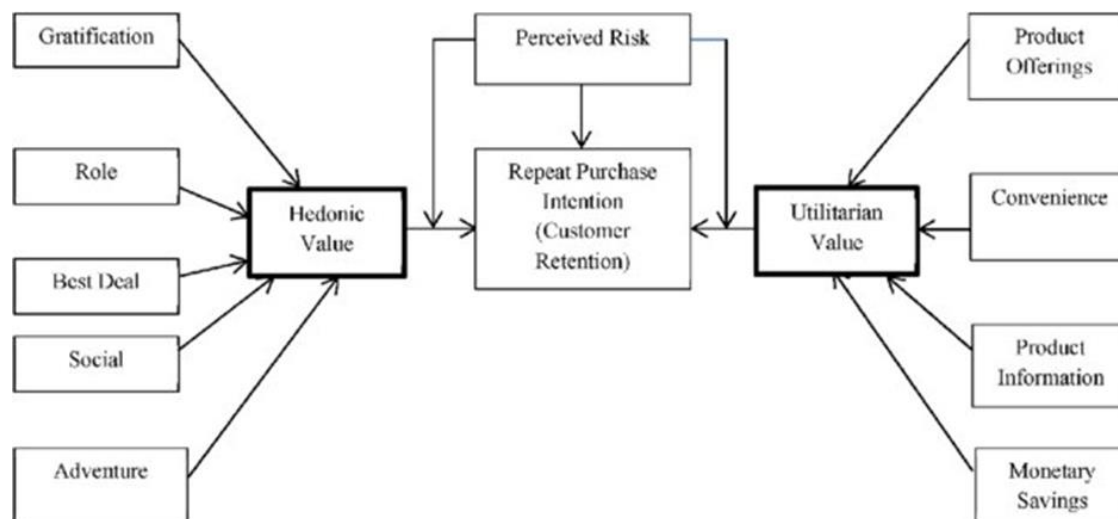 Gratification
Perceived Risk
Product
Offerings
Role
Repeat Purchase
Intention
(Customer
Retention)
Hedonic
Value
Utilitarian
Value
Convenience
Best Deal
Social
Product
Information
Adventure
Monetary
Savings